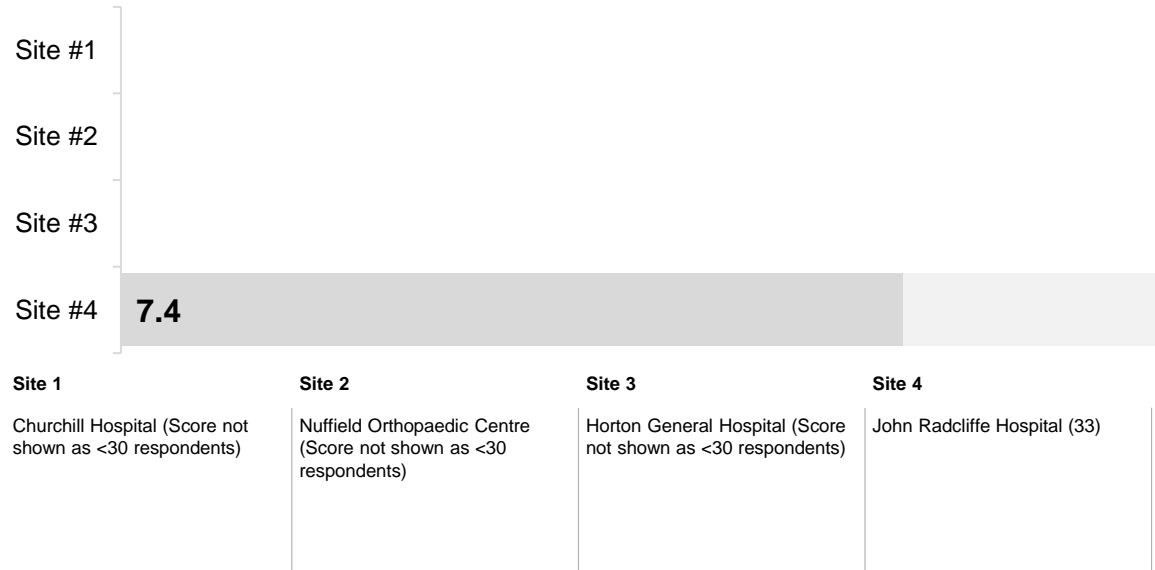 Site #1
Site #2
Site #3
Site #4
7.4
Site 1
Churchill Hospital (Score not
shown as <30 respondents)
Site 2
Nuffield Orthopaedic Centre
(Score not shown as <30
respondents)
Site 3
Horton General Hospital (Score
not shown as <30 respondents)
Site 4
John Radcliffe Hospital (33)